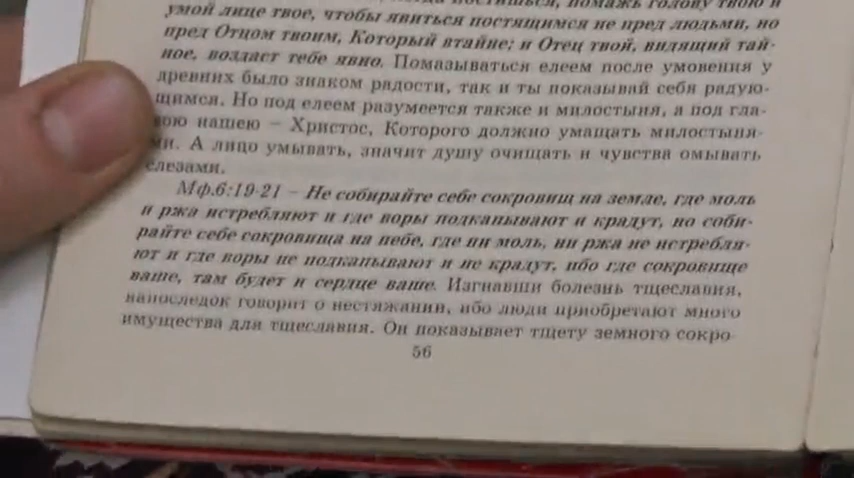 постишься, помажь голову твою и
умой лице твое, чтобы явиться постящимся не пред людьми, но
пред Отцом твоим, Который втайне; и Отец твой, видящий тай-
ное, воздаст тебе явно. Помазываться елеем после умовения у
древних было знаком радости, так и ты показывай себя радую-
щимся. Но под елеем разумеется также и милостыня, а под гла-
вою нашею – Христос, Которого должно умащать милостыня-
ми. А лицо умывать, значит душу очищать и чувства омывать
слезами.
Мф.6:19-21 – Не собирайте себе сокровищ на земле, где моль
и ржа истребляют и где воры подкапывают и крадут, но соби-
райте себе сокровища на небе, где ни моль, ни ржа не истребля-
ют и где воры не подкапывают и не крадут, ибо где сокровище
ваше, там будет и сердце ваше. Изгнавши болезнь тщеславия,
напоследок говорит о нестяжании, ибо люди приобретают много
имущества для тщеславия. Он показывает тщету земного сокро-
56